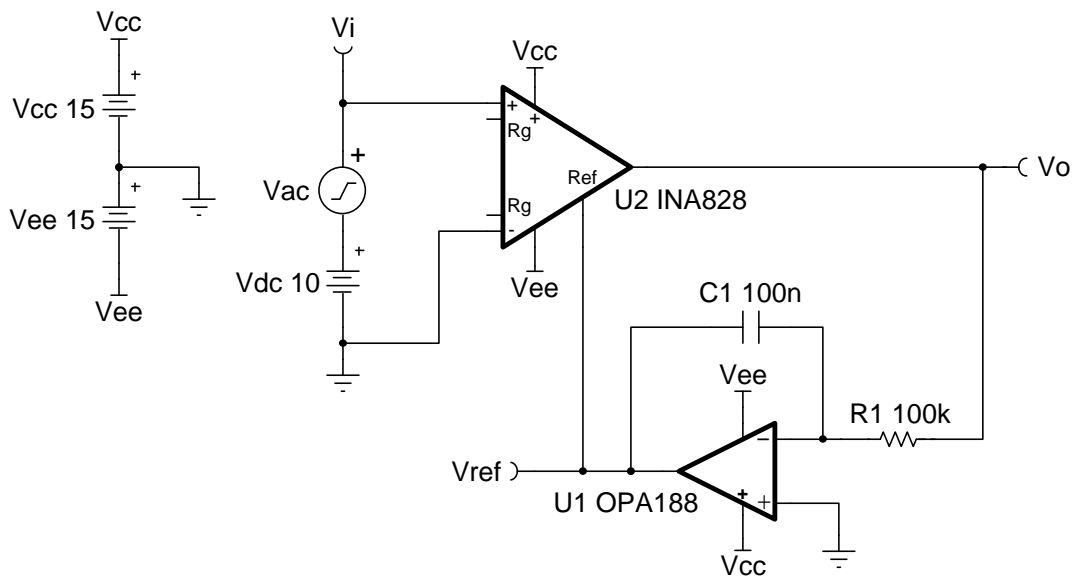 Vcc
Vcc 15
+
Vee 15
+
Vee
Vi
Vac
+
Vdc 10
+
Vcc
+
+
Rg
Ref
Rg
-
Vee
U2 INA828
Vo
C1 100n
Vee
R1 100k
Vref
U1 OPA188
-
+
+
Vcc